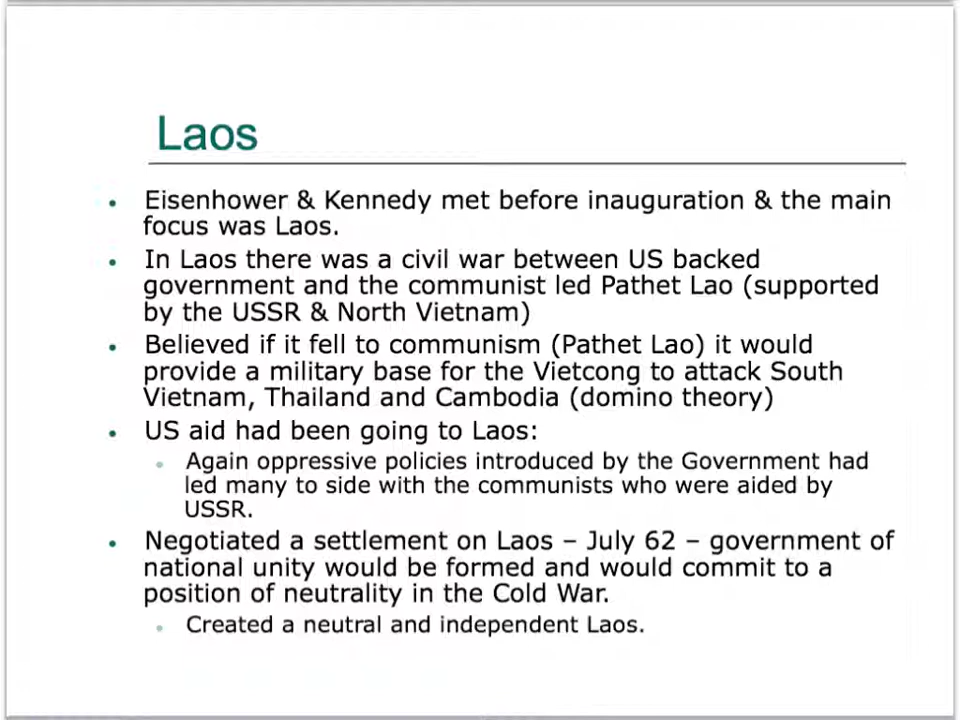 Laos
• Eisenhower & Kennedy met before inauguration & the main
focus was Laos.
• In Laos there was a civil war between US backed
government and the communist led Pathet Lao (supported
by the USSR & North Vietnam)
• Believed if it fell to communism (Pathet Lao) it would
provide a military base for the Vietcong to attack South
Vietnam, Thailand and Cambodia (domino theory)
• US aid had been going to Laos:
• Again oppressive policies introduced by the Government had
led many to side with the communists who were aided by
USSR.
• Negotiated a settlement on Laos – July 62 – government of
national unity would be formed and would commit to a
position of neutrality in the Cold War.
• Created a neutral and independent Laos.